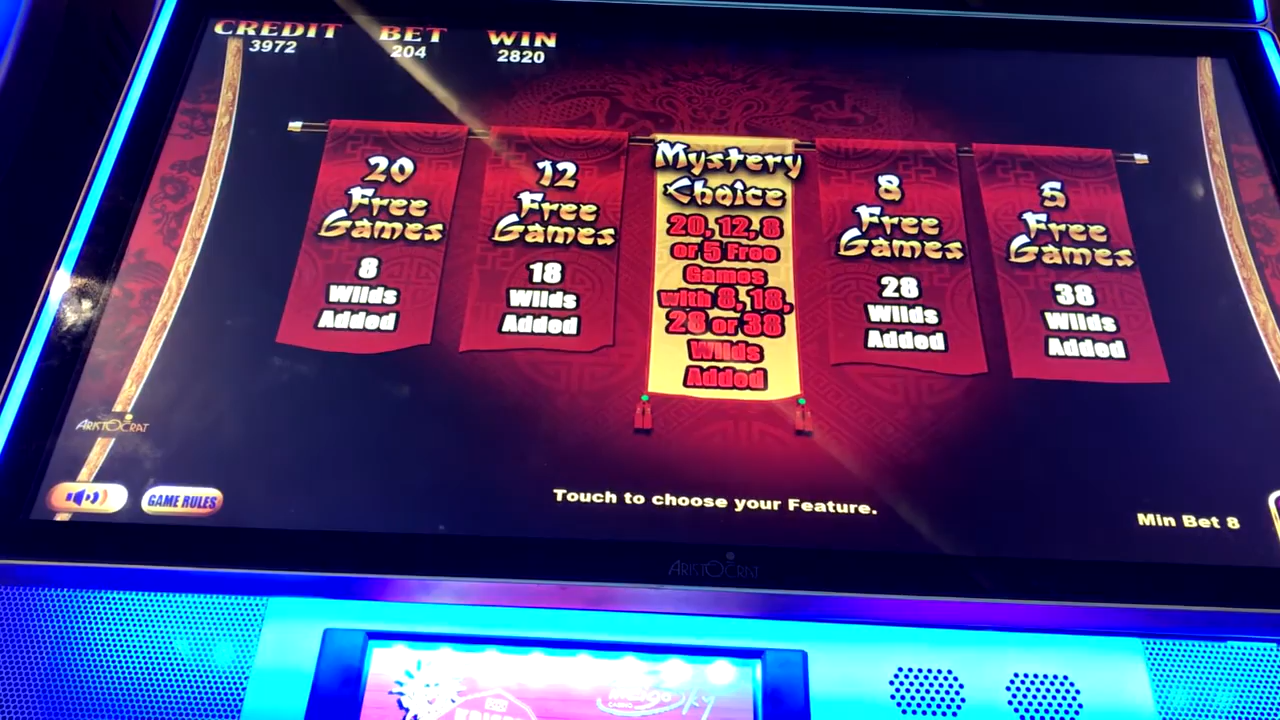 CREDIT BET WIN
3972 204 2820
20
Free
Games
8
Wilds
Added
12
Free
Games
18
Wilds
Added
Mystery
Choice
20, 12, 8
or 5 Free
Games
with 8, 18,
28 or 38
Wilds
Added
8
Free
Games
28
Wilds
Added
5
Free
Games
38
Wilds
Added
ARISTOCRAT
GAME RULES
Touch to choose your Feature.
Min Bet 8
ARISTOCRAT
Sky